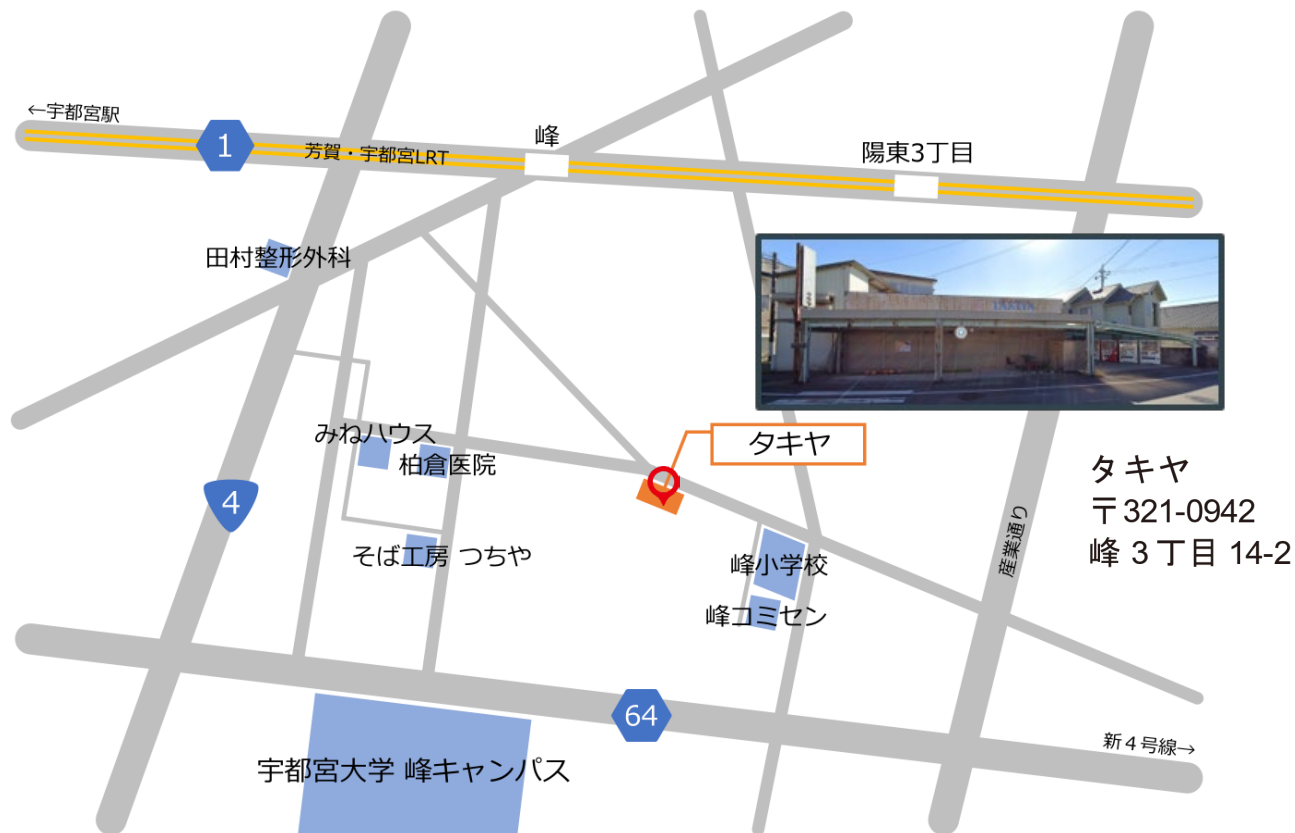 ←宇都宮駅
1
芳賀・宇都宮LRT
峰
陽東3丁目
田村整形外科
みねハウス
柏倉医院
タキヤ
4
そば工房 つちや
峰小学校
峰コミセン
産業通り
タキヤ
〒321-0942
峰 3 丁目 14-2
64
新4号線→
宇都宮大学 峰キャンパス